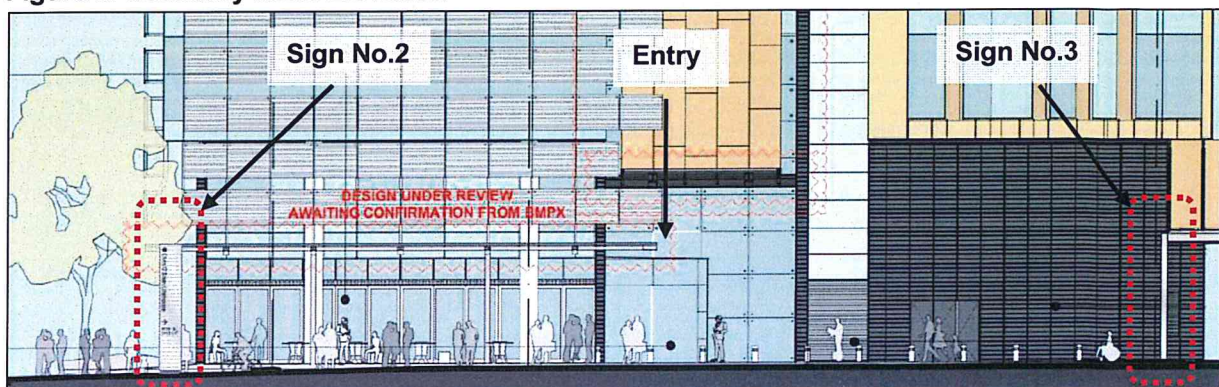 Sign No.2
Entry
Sign No.3
DESIGN UNDER REVIEW
AWAITING CONFIRMATION FROM BMPX